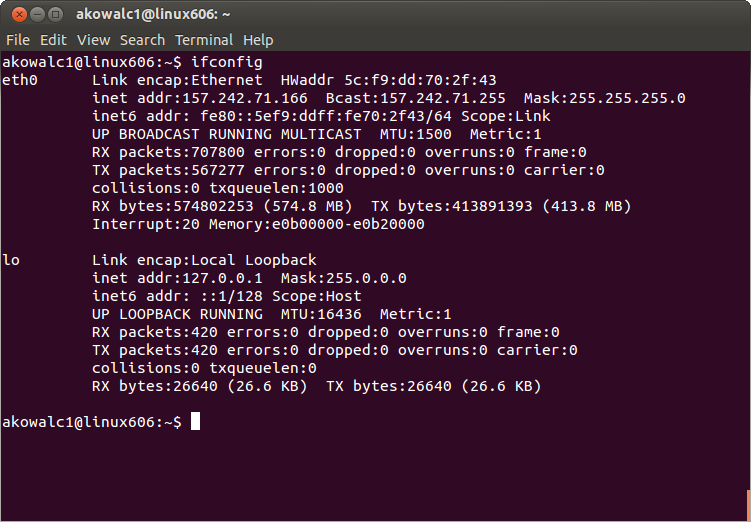 akowalc1@linux606: ~
File Edit View Search Terminal Help
akowalc1@linux606:~$ ifconfig
eth0      Link encap:Ethernet  HWaddr 5c:f9:dd:70:2f:43
          inet addr:157.242.71.166  Bcast:157.242.71.255  Mask:255.255.255.0
          inet6 addr: fe80::5ef9:ddff:fe70:2f43/64 Scope:Link
          UP BROADCAST RUNNING MULTICAST  MTU:1500  Metric:1
          RX packets:707800 errors:0 dropped:0 overruns:0 frame:0
          TX packets:567277 errors:0 dropped:0 overruns:0 carrier:0
          collisions:0 txqueuelen:1000
          RX bytes:574802253 (574.8 MB)  TX bytes:413891393 (413.8 MB)
          Interrupt:20 Memory:e0b00000-e0b20000
lo        Link encap:Local Loopback
          inet addr:127.0.0.1  Mask:255.0.0.0
          inet6 addr: ::1/128 Scope:Host
          UP LOOPBACK RUNNING  MTU:16436  Metric:1
          RX packets:420 errors:0 dropped:0 overruns:0 frame:0
          TX packets:420 errors:0 dropped:0 overruns:0 carrier:0
          collisions:0 txqueuelen:0
          RX bytes:26640 (26.6 KB)  TX bytes:26640 (26.6 KB)
akowalc1@linux606:~$